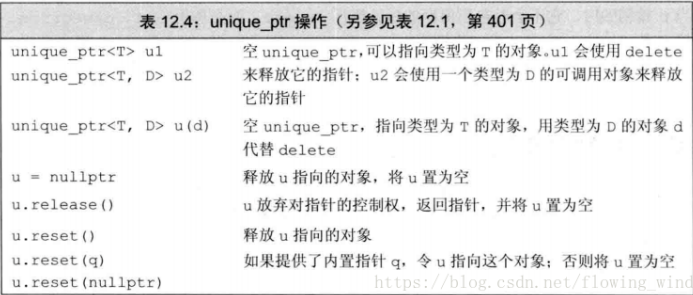 表 12.4：unique_ptr 操作（另参见表 12.1，第 401 页）
unique_ptr<T> u1 空 unique_ptr，可以指向类型为 T 的对象。u1 会使用 delete
unique_ptr<T, D> u2 来释放它的指针；u2 会使用一个类型为 D 的可调用对象来释放
它的指针
unique_ptr<T, D> u(d) 空 unique_ptr，指向类型为 T 的对象，用类型为 D 的对象 d
代替 delete
u = nullptr 释放 u 指向的对象，将 u 置为空
u.release() u 放弃对指针的控制权，返回指针，并将 u 置为空
u.reset() 释放 u 指向的对象
u.reset(q) 如果提供了内置指针 q，令 u 指向这个对象；否则将 u 置为空
u.reset(nullptr)
https://blog.csdn.net/flowing_wind